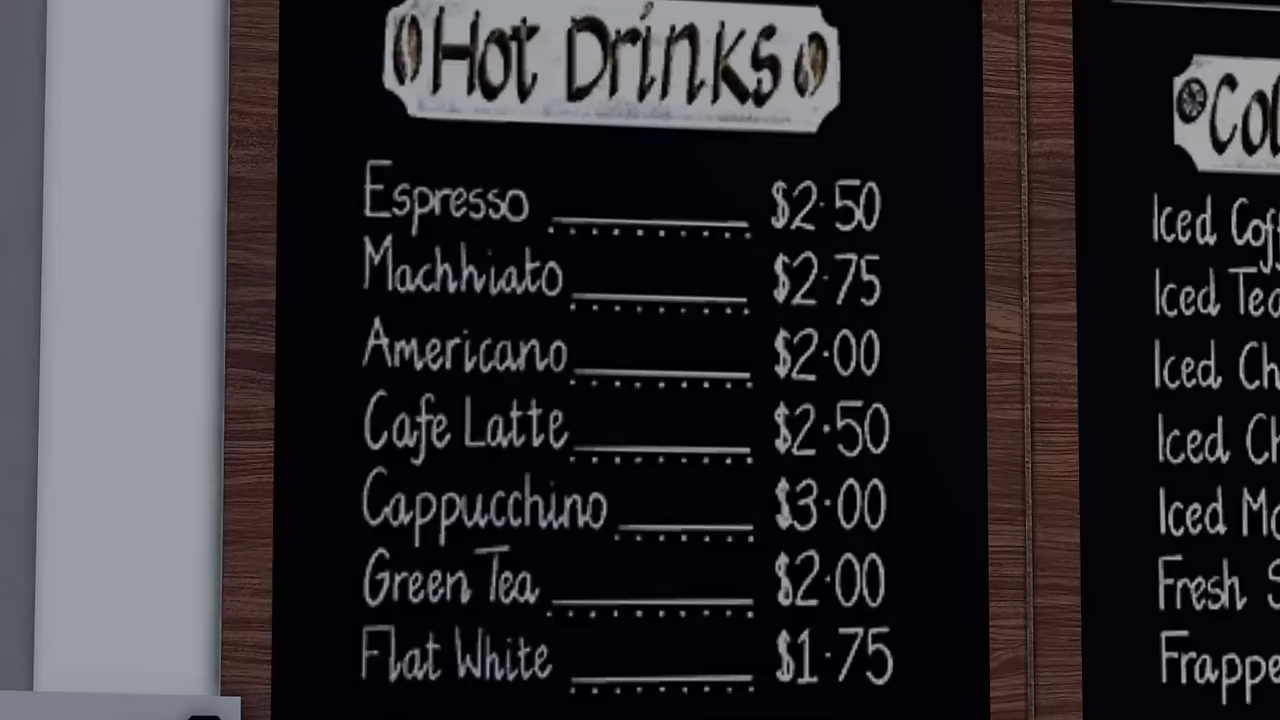 Hot Drinks
Espresso $2.50
Machhiato $2.75
Americano $2.00
Cafe Latte $2.50
Cappucchino $3.00
Green Tea $2.00
Flat White $1.75
Iced
Iced
Iced
Iced
Iced
Fresh